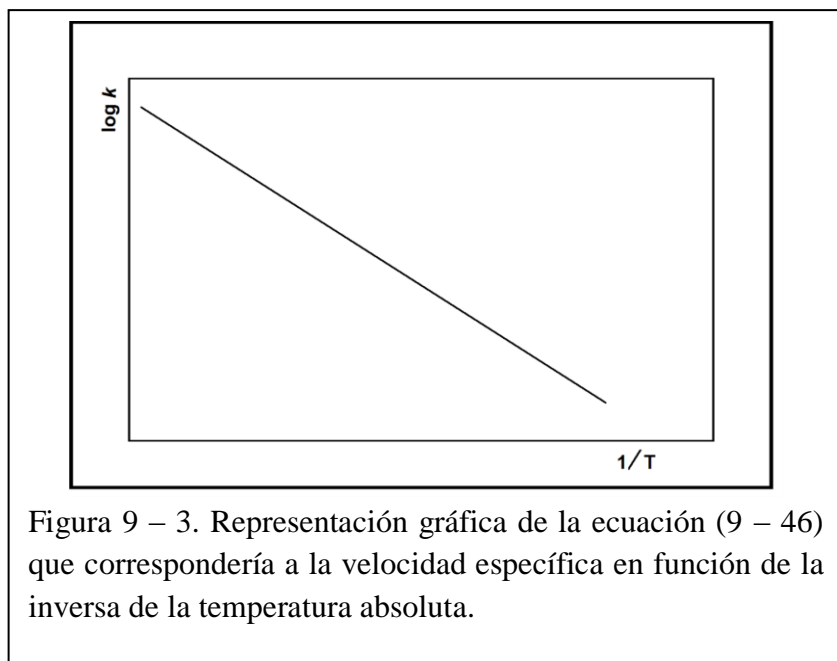 log k
1/T
Figura 9 – 3. Representación gráfica de la ecuación (9 – 46)
que correspondería a la velocidad específica en función de la
inversa de la temperatura absoluta.